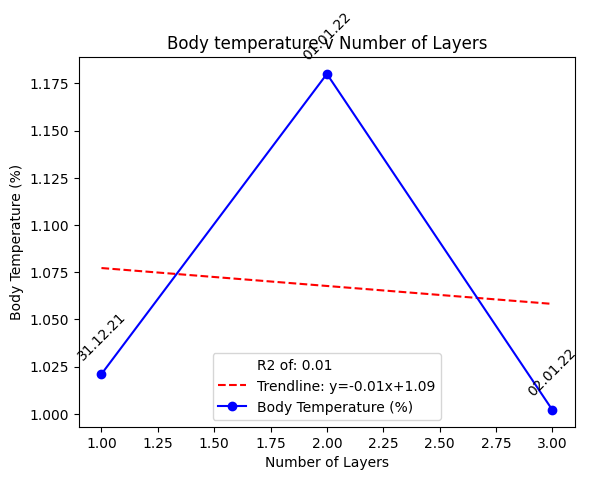 Body temperature v Number of Layers
01.01.22
31.12.21
02.01.22
Body Temperature (%)
1.175
1.150
1.125
1.100
1.075
1.050
1.025
1.000
R2 of: 0.01
Trendline: y=-0.01x+1.09
Body Temperature (%)
1.00 1.25 1.50 1.75 2.00 2.25 2.50 2.75 3.00
Number of Layers